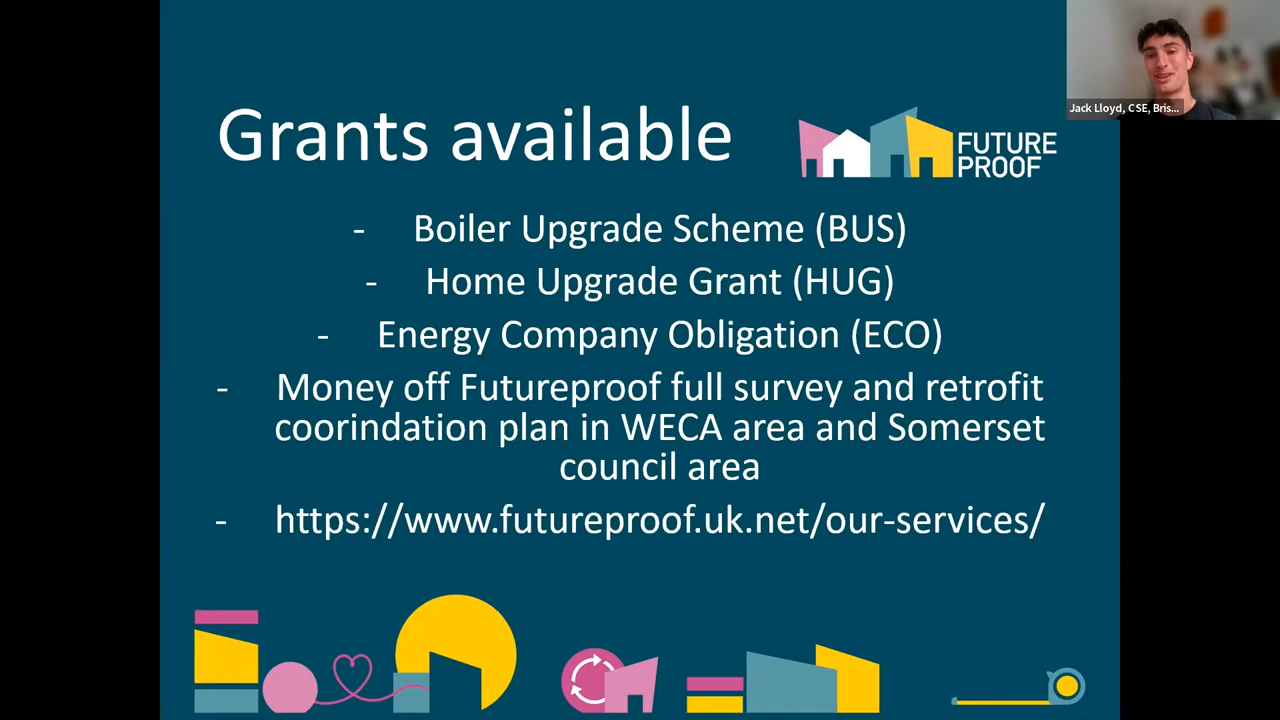 Jack Lloyd, CSE, Bris...
Grants available
FUTURE
PROOF
- Boiler Upgrade Scheme (BUS)
- Home Upgrade Grant (HUG)
- Energy Company Obligation (ECO)
- Money off Futureproof full survey and retrofit
coorindation plan in WECA area and Somerset
council area
- https://www.futureproof.uk.net/our-services/